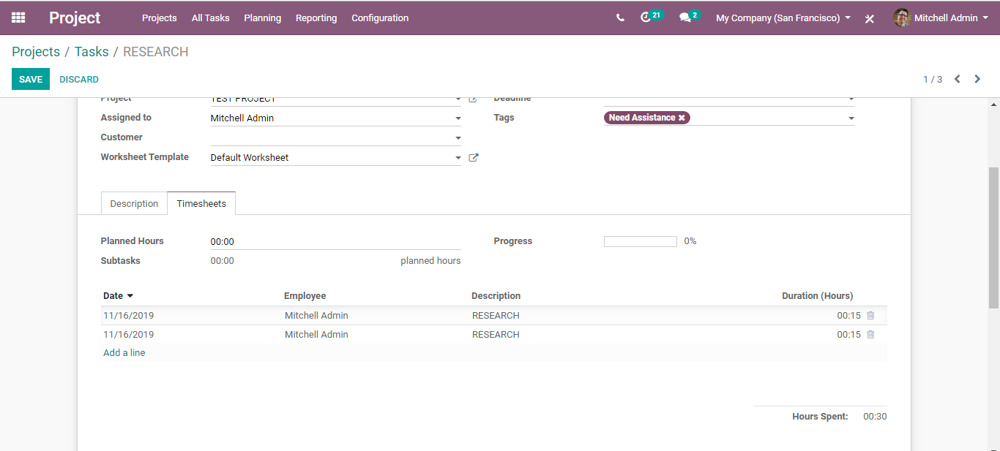 Project Projects All Tasks Planning Reporting Configuration 21 2 My Company (San Francisco) Mitchell Admin
Projects / Tasks / RESEARCH
SAVE DISCARD 1 / 3
Project TEST PROJECT Deadline
Assigned to Mitchell Admin Tags Need Assistance
Customer
Worksheet Template Default Worksheet
Description Timesheets
Planned Hours 00:00 Progress 0%
Subtasks 00:00 planned hours
Date Employee Description Duration (Hours)
11/16/2019 Mitchell Admin RESEARCH 00:15
11/16/2019 Mitchell Admin RESEARCH 00:15
Add a line
Hours Spent: 00:30